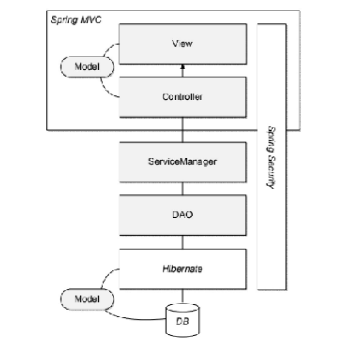 Spring MVC
View
Model
Controller
Spring Security
ServiceManager
DAO
Hibernate
Model
DB